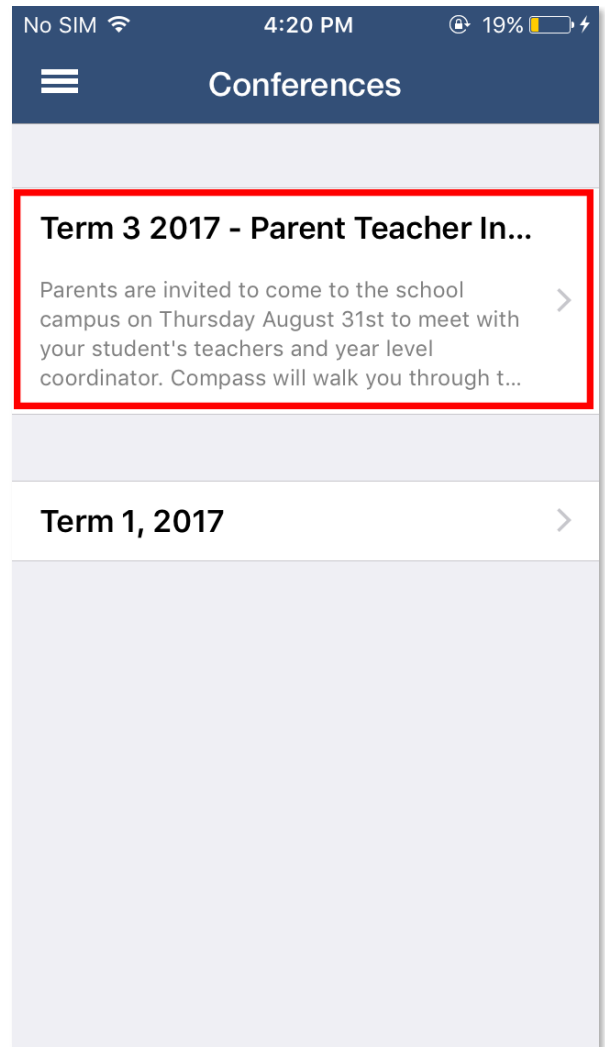 No SIM 4:20 PM 19%
Conferences
Term 3 2017 - Parent Teacher In...
Parents are invited to come to the school
campus on Thursday August 31st to meet with
your student's teachers and year level
coordinator. Compass will walk you through t...
Term 1, 2017